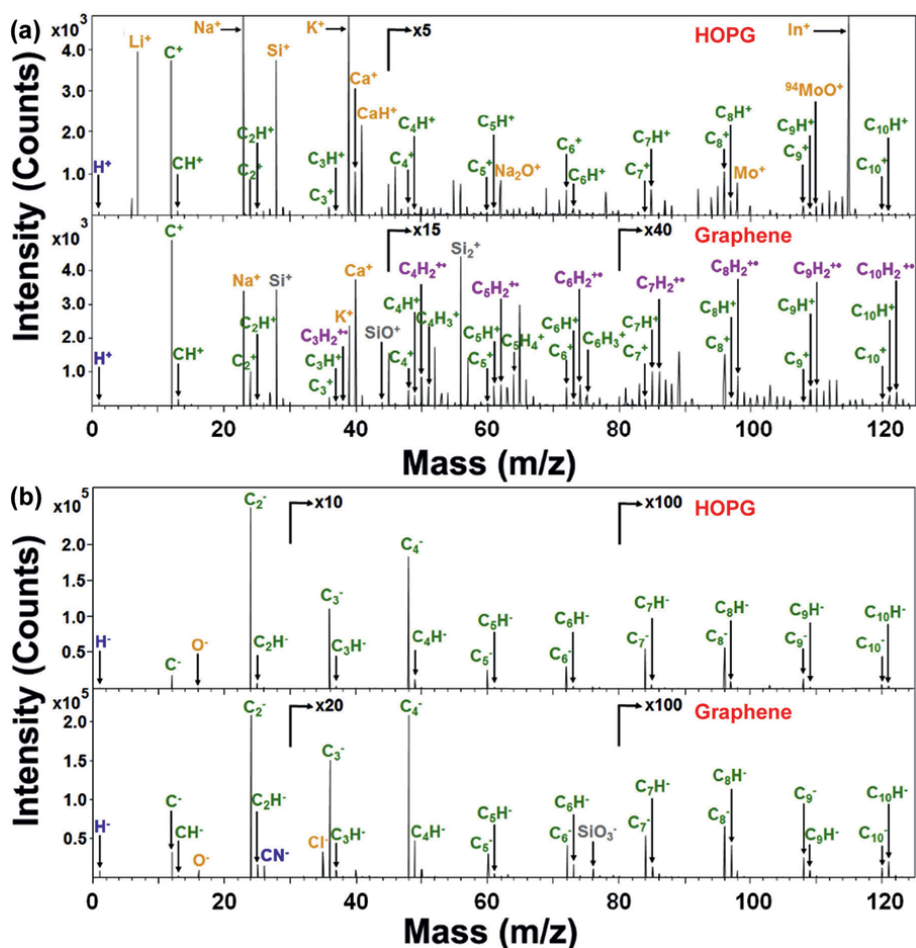 (a)
x10³
Li⁺
Na⁺
K⁺
x5
HOPG
In⁺
4.0
C⁺
Si⁺
Ca⁺
CaH⁺
⁹⁴MoO⁺
3.0
C₂H⁺
C₄H⁺
C₅H⁺
C₆⁺
C₇H⁺
C₈H⁺
C₉H⁺
C₁₀H⁺
2.0
H⁺
CH⁺
C₂⁺
C₃H⁺
C₄⁺
C₅⁺
C₆H⁺
C₇⁺
C₈⁺
C₉⁺
C₁₀⁺
1.0
C₃⁺
Na₂O⁺
Mo⁺
x10³
C⁺
x15
Si₂⁺
x40
Graphene
4.0
Na⁺
Si⁺
Ca⁺
C₄H₂⁺•
C₅H₂⁺•
C₆H₂⁺•
C₇H₂⁺•
C₈H₂⁺•
C₉H₂⁺•
C₁₀H₂⁺•
3.0
C₂H⁺
K⁺
C₄H⁺
C₄H₃⁺
C₆H⁺
C₇H⁺
C₈H⁺
C₉H⁺
C₁₀H⁺
2.0
H⁺
CH⁺
C₂⁺
C₃H₂⁺•
SiO⁺
C₅H⁺
C₅H₄⁺
C₆H₃⁺
1.0
C₃H⁺
C₃⁺
C₄⁺
C₅⁺
C₆⁺
C₇⁺
C₈⁺
C₉⁺
C₁₀⁺
0 20 40 60 80 100 120
Mass (m/z)
Intensity (Counts)
(b)
x10⁵
C₂⁻
x10
x100
HOPG
2.0
C₄⁻
1.5
C₃⁻
1.0
H⁻
O⁻
C₂H⁻
C₅H⁻
C₆H⁻
C₇H⁻
C₈H⁻
C₉H⁻
C₁₀H⁻
0.5
C⁻
C₃H⁻
C₄H⁻
C₅⁻
C₆⁻
C₇⁻
C₈⁻
C₉⁻
C₁₀⁻
x10⁵
C₂⁻
x20
C₄⁻
x100
Graphene
2.0
C₃⁻
1.5
C⁻
C₂H⁻
C₅H⁻
C₆H⁻
C₇H⁻
C₈H⁻
C₉⁻
C₁₀H⁻
1.0
H⁻
CH⁻
Cl⁻
C₃H⁻
C₄H⁻
SiO₃⁻
C₇⁻
C₈⁻
0.5
O⁻
CN⁻
C₅⁻
C₆⁻
C₉H⁻
C₁₀⁻
0 20 40 60 80 100 120
Mass (m/z)
Intensity (Counts)